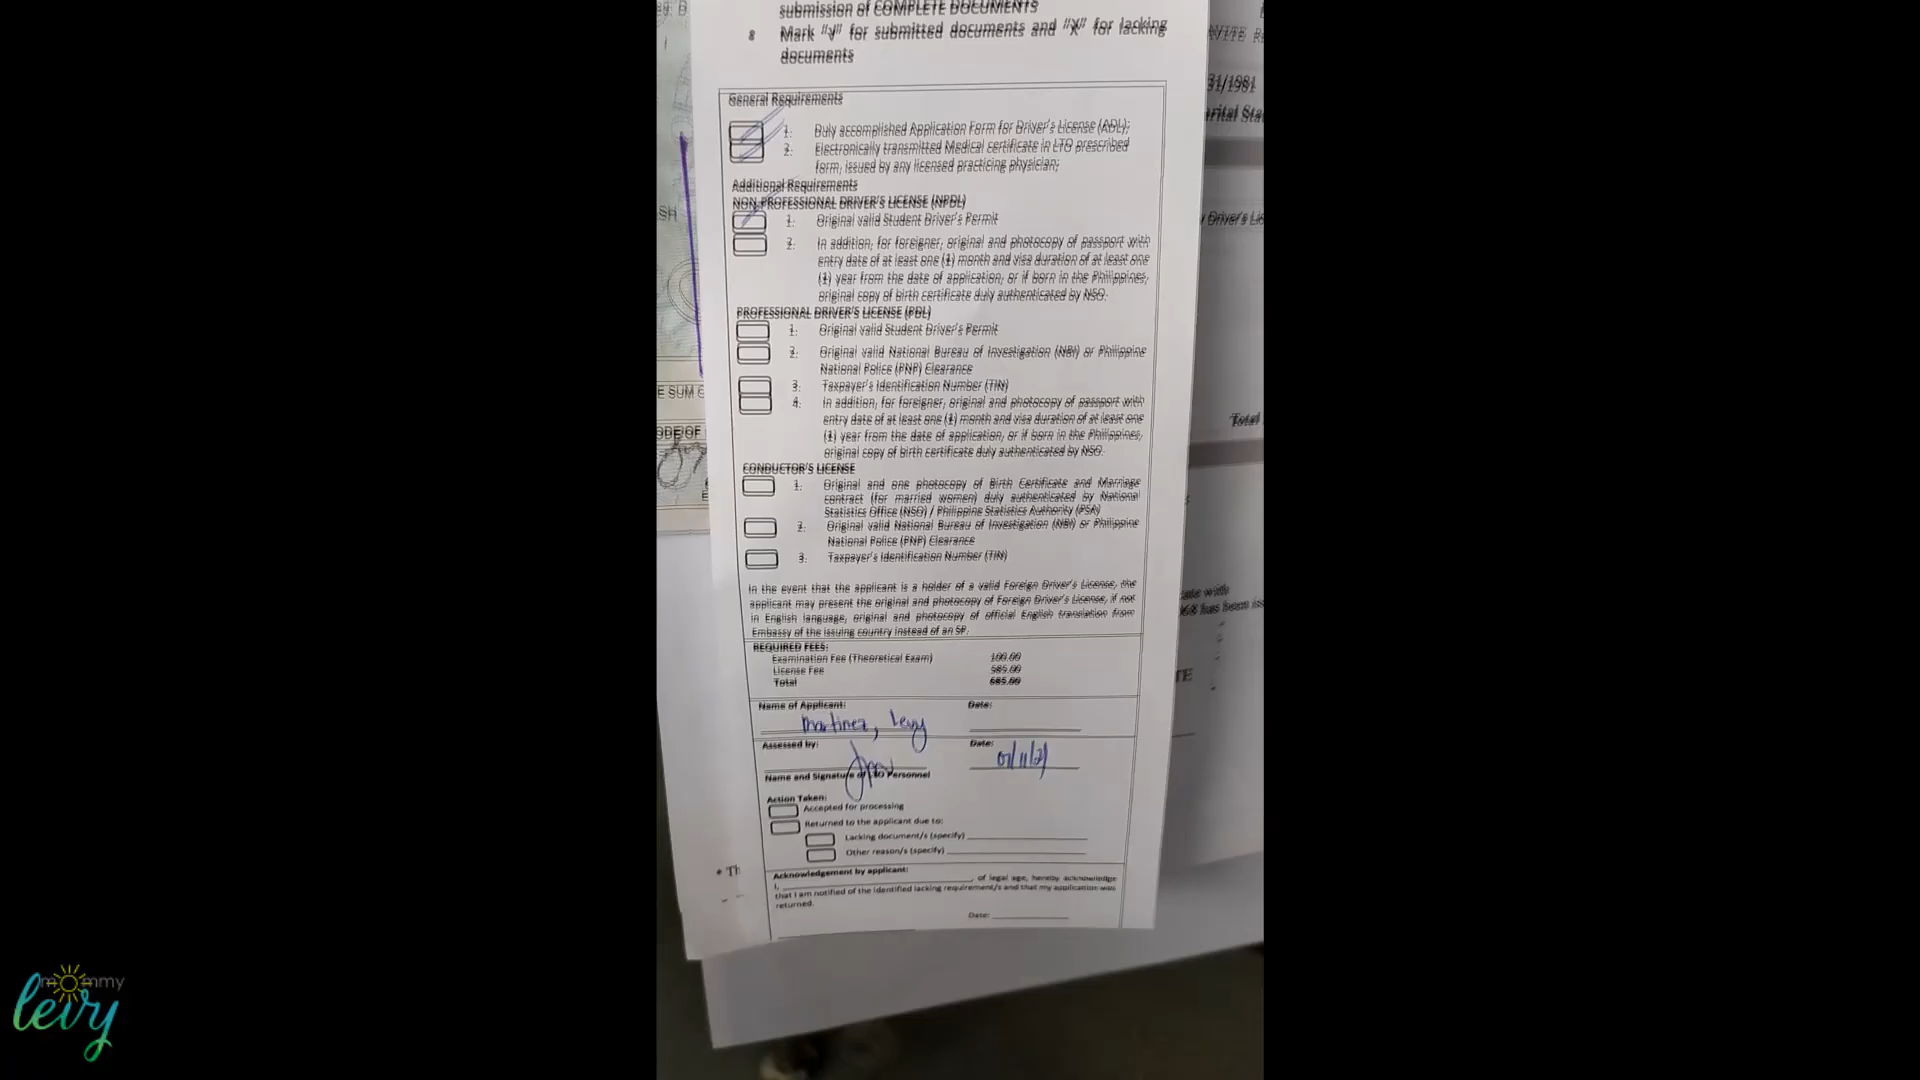 submission of COMPLETE DOCUMENTS
8 Mark "√" for submitted documents and "X" for lacking
documents
General Requirements
1. Duly accomplished Application Form for Driver's License (ADL);
2. Electronically transmitted Medical certificate in LTO prescribed
form, issued by any licensed practicing physician;
Additional Requirements
NON-PROFESSIONAL DRIVER'S LICENSE (NPDL)
1. Original valid Student Driver's Permit
2. In addition, for foreigner, original and photocopy of passport with
entry date of at least one (1) month and visa duration of at least one
(1) year from the date of application, or if born in the Philippines,
original copy of birth certificate duly authenticated by NSO.
PROFESSIONAL DRIVER'S LICENSE (PDL)
1. Original valid Student Driver's Permit
2. Original valid National Bureau of Investigation (NBI) or Philippine
National Police (PNP) Clearance
3. Taxpayer's Identification Number (TIN)
4. In addition, for foreigner, original and photocopy of passport with
entry date of at least one (1) month and visa duration of at least one
(1) year from the date of application, or if born in the Philippines,
original copy of birth certificate duly authenticated by NSO.
CONDUCTOR'S LICENSE
1. Original and one photocopy of Birth Certificate and Marriage
contract (for married women) duly authenticated by National
Statistics Office (NSO) / Philippine Statistics Authority (PSA)
2. Original valid National Bureau of Investigation (NBI) or Philippine
National Police (PNP) Clearance
3. Taxpayer's Identification Number (TIN)
In the event that the applicant is a holder of a valid Foreign Driver's License, the
applicant may present the original and photocopy of Foreign Driver's License, if not
in English language, original and photocopy of official English translation from
Embassy of the issuing country instead of an SP.
REQUIRED FEES:
Examination Fee (Theoretical Exam) 100.00
License Fee 585.00
Total 685.00
Name of Applicant: Date:
Martinez, Levy
Assessed by: Date:
Name and Signature of LTO Personnel
Action Taken:
Accepted for processing
Returned to the applicant due to:
Lacking document/s (specify)
Other reason/s (specify)
Acknowledgement by applicant:
I, of legal age, hereby acknowledge
that I am notified of the identified lacking requirement/s and that my application was
returned.
Date:
31/1981
Total
E SUM
ODE OF
mommy
levy